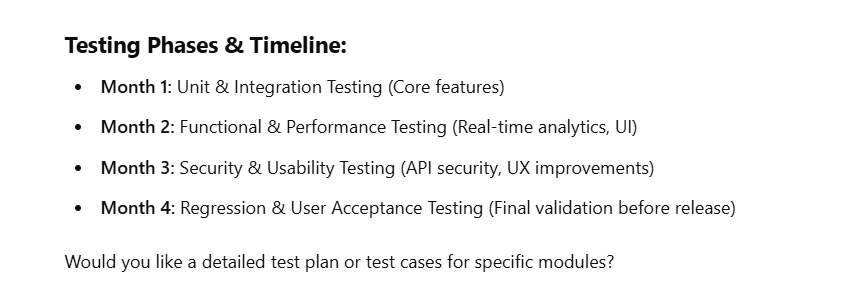 Testing Phases & Timeline:
• Month 1: Unit & Integration Testing (Core features)
• Month 2: Functional & Performance Testing (Real-time analytics, UI)
• Month 3: Security & Usability Testing (API security, UX improvements)
• Month 4: Regression & User Acceptance Testing (Final validation before release)
Would you like a detailed test plan or test cases for specific modules?